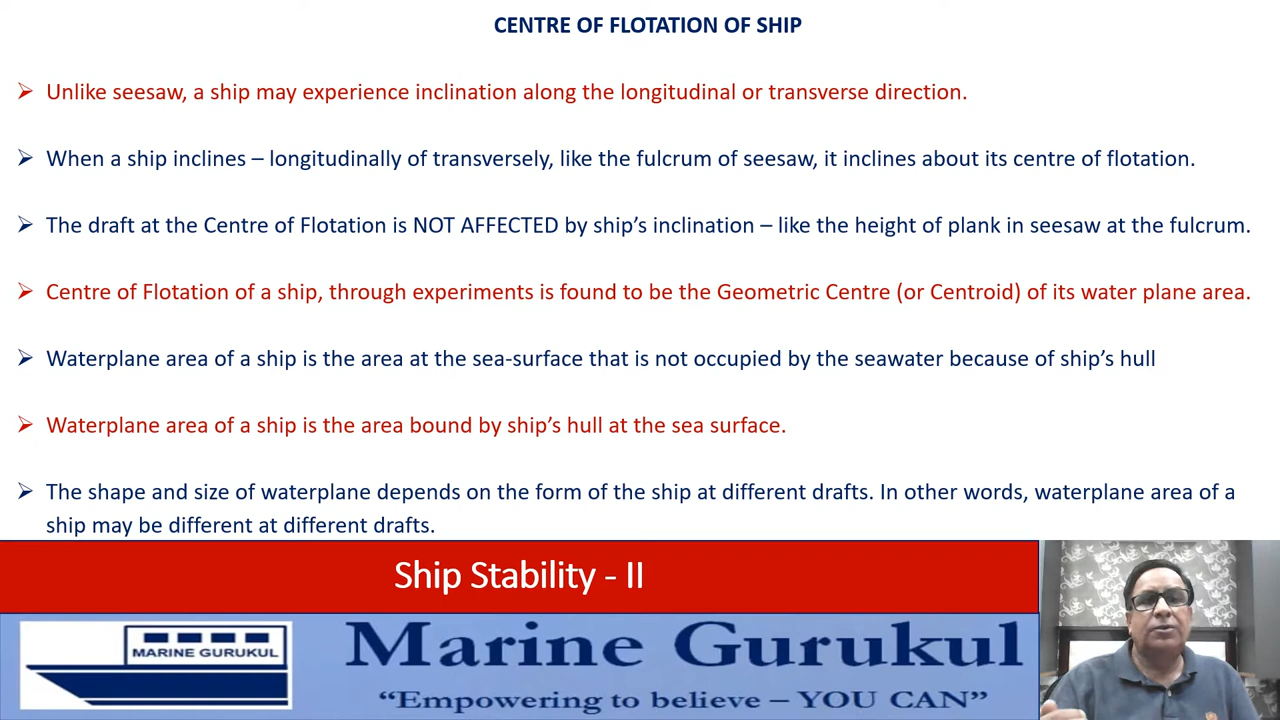 CENTRE OF FLOTATION OF SHIP
Unlike seesaw, a ship may experience inclination along the longitudinal or transverse direction.
When a ship inclines – longitudinally of transversely, like the fulcrum of seesaw, it inclines about its centre of flotation.
The draft at the Centre of Flotation is NOT AFFECTED by ship's inclination – like the height of plank in seesaw at the fulcrum.
Centre of Flotation of a ship, through experiments is found to be the Geometric Centre (or Centroid) of its water plane area.
Waterplane area of a ship is the area at the sea-surface that is not occupied by the seawater because of ship's hull
Waterplane area of a ship is the area bound by ship's hull at the sea surface.
The shape and size of waterplane depends on the form of the ship at different drafts. In other words, waterplane area of a
ship may be different at different drafts.
Ship Stability - II
MARINE GURUKUL
Marine Gurukul
"Empowering to believe – YOU CAN"